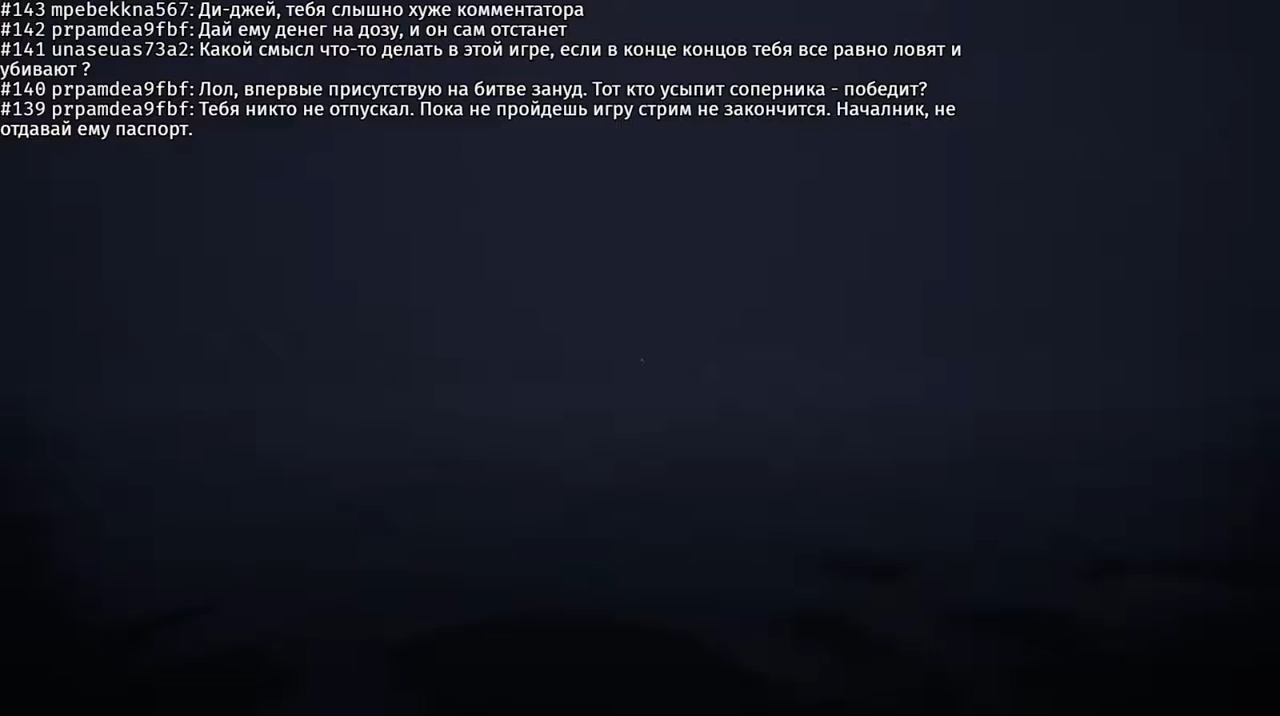 #143 mpebekkna567: Ди-джей, тебя слышно хуже комментатора
#142 prpamdea9fbf: Дай ему денег на дозу, и он сам отстанет
#141 unaseuas73a2: Какой смысл что-то делать в этой игре, если в конце концов тебя все равно ловят и
убивают ?
#140 prpamdea9fbf: Лол, впервые присутствую на битве зануд. Тот кто усыпит соперника - победит?
#139 prpamdea9fbf: Тебя никто не отпускал. Пока не пройдешь игру стрим не закончится. Началник, не
отдавай ему паспорт.